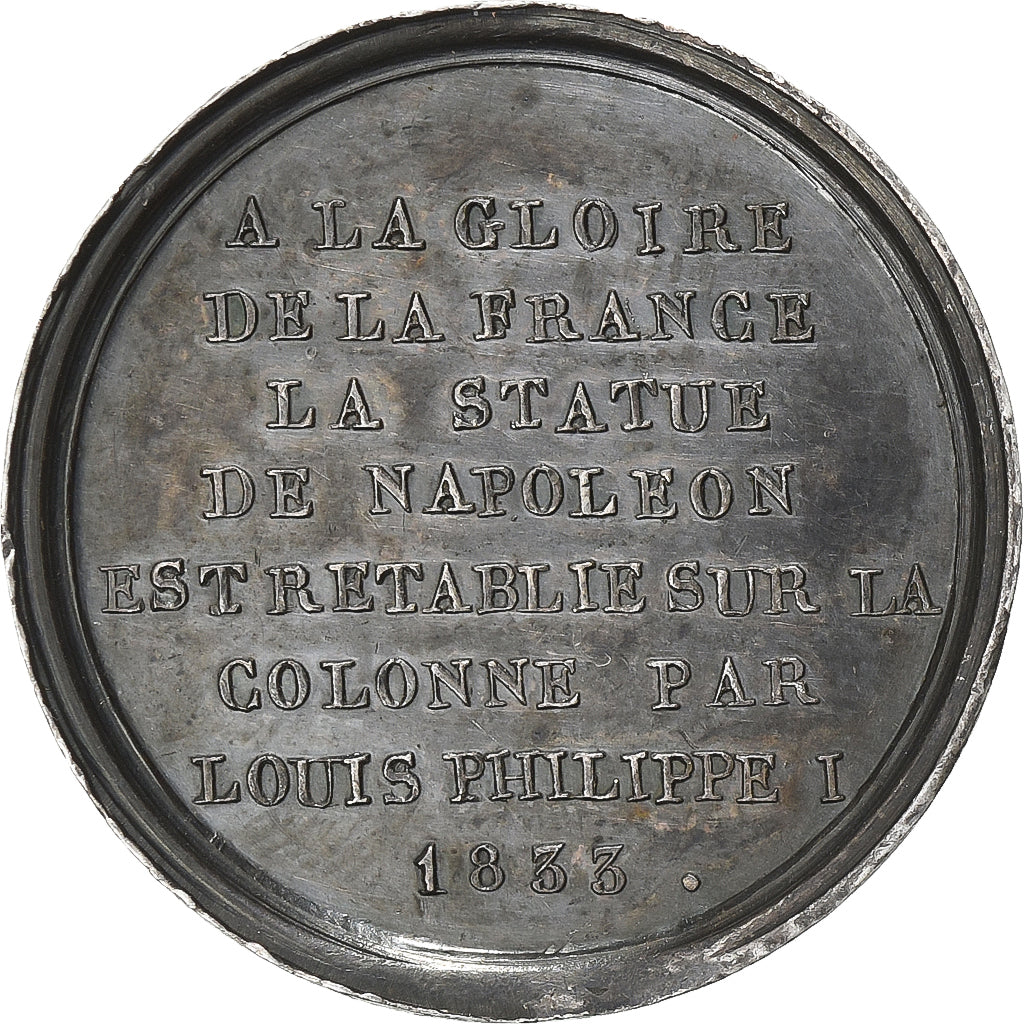 A LA GLOIRE
DE LA FRANCE
LA STATUE
DE NAPOLEON
EST RETABLIE SUR LA
COLONNE PAR
LOUIS PHILIPPE I
1833 .